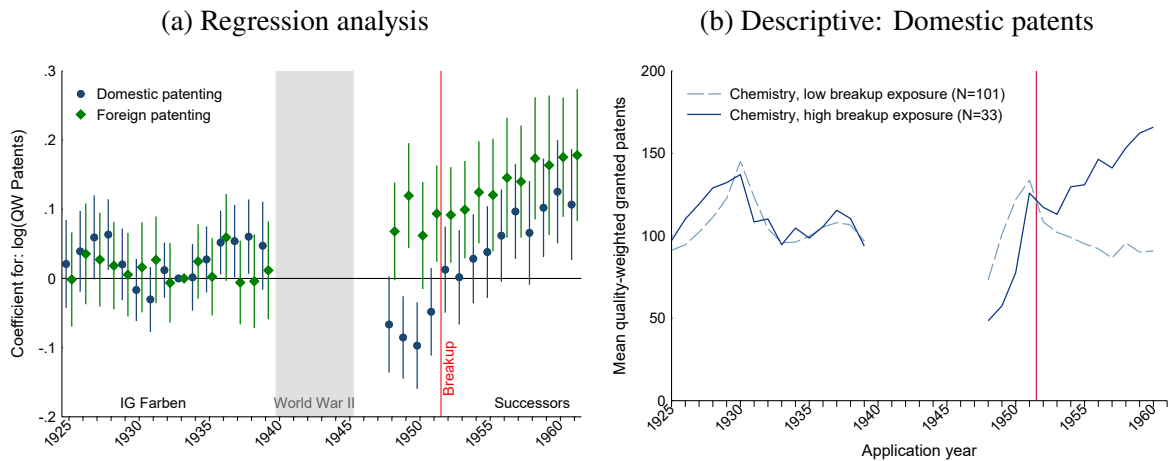 (a) Regression analysis
Coefficient for: log(QW Patents)
.3
.2
.1
0
-.1
-.2
Domestic patenting
Foreign patenting
Breakup
IG Farben
World War II
Successors
1925
1930
1935
1940
1945
1950
1955
1960
(b) Descriptive: Domestic patents
Mean quality-weighted granted patents
200
150
100
50
0
Chemistry, low breakup exposure (N=101)
Chemistry, high breakup exposure (N=33)
1925
1930
1935
1940
1945
1950
1955
1960
Application year